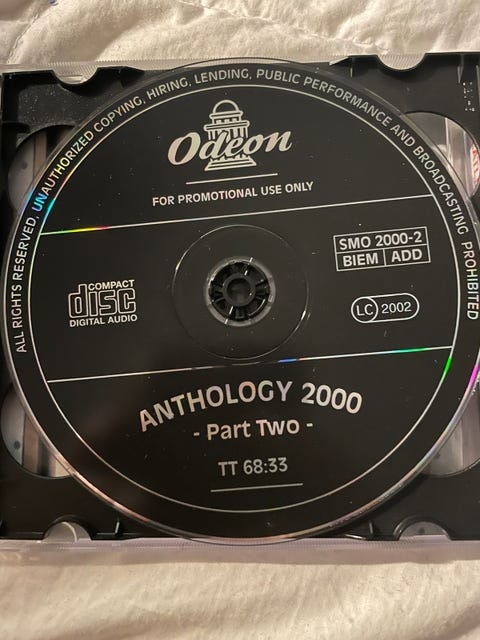 ALL RIGHTS RESERVED, UNAUTHORIZED COPYING, HIRING, LENDING, PUBLIC PERFORMANCE AND BROADCASTING PROHIBITED
Odeon
FOR PROMOTIONAL USE ONLY
SMO 2000-2
BIEM ADD
COMPACT
disc
DIGITAL AUDIO
LC 2002
ANTHOLOGY 2000
- Part Two -
TT 68:33